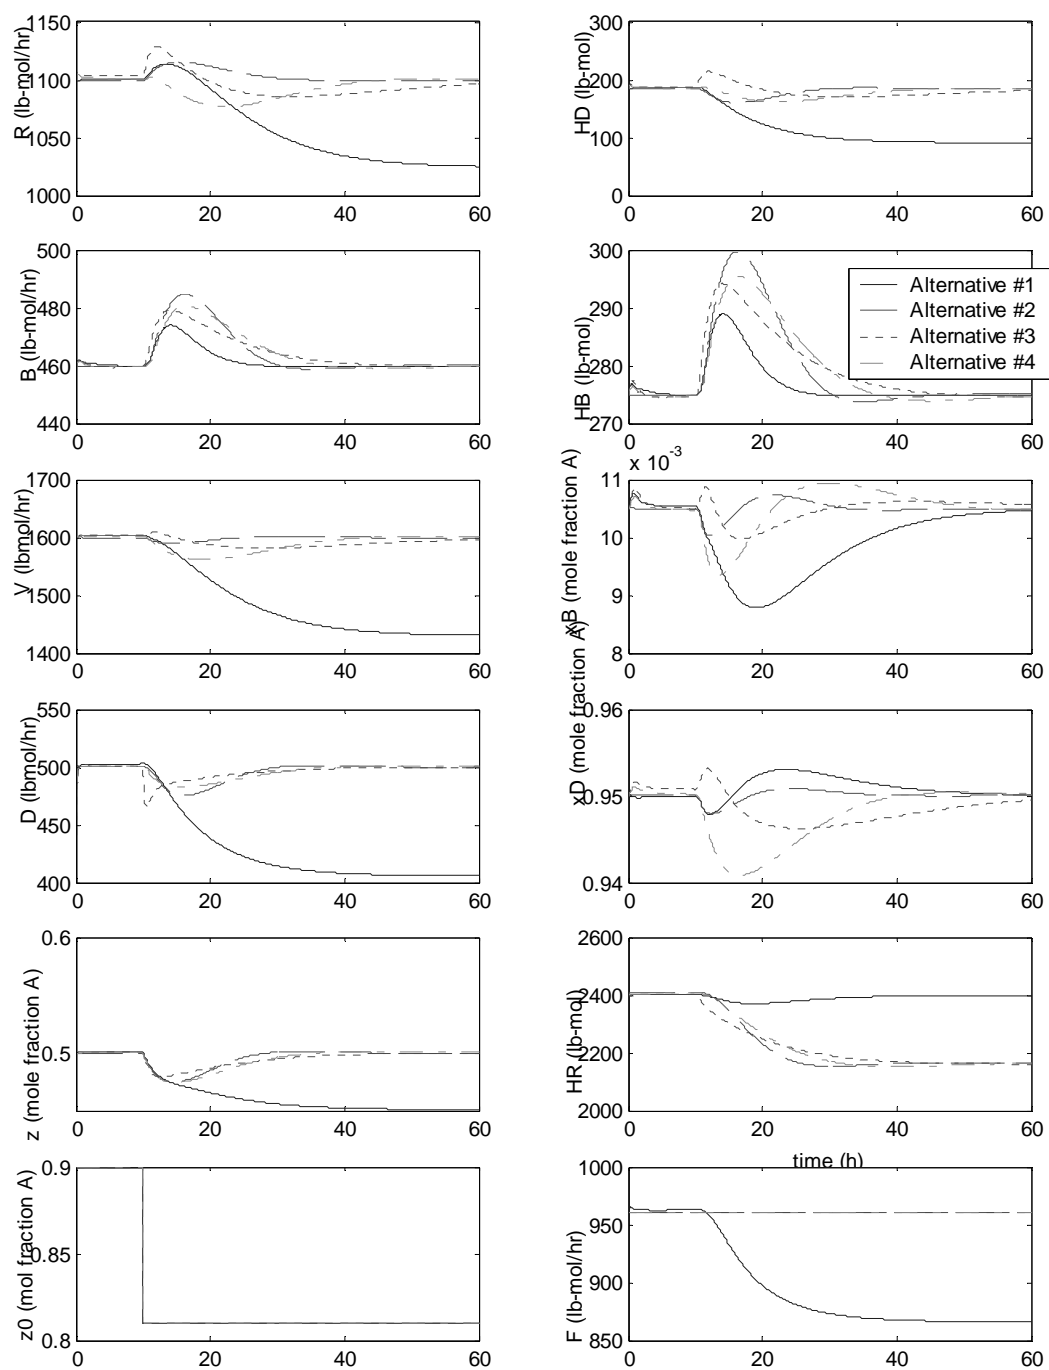 1150
1100
1050
1000
R (lb-mol/hr)
0 20 40 60
300
200
100
0
HD (lb-mol)
0 20 40 60
500
480
460
440
B (lb-mol/hr)
0 20 40 60
300
290
280
270
HB (lb-mol)
0 20 40 60
Alternative #1
Alternative #2
Alternative #3
Alternative #4
1700
1600
1500
1400
V (lbmol/hr)
0 20 40 60
x 10-3
11
10
9
8
xB (mole fraction A)
0 20 40 60
550
500
450
400
D (lbmol/hr)
0 20 40 60
0.96
0.95
0.94
xD (mole fraction A)
0 20 40 60
0.6
0.5
z (mole fraction A)
0 20 40 60
2600
2400
2200
2000
HR (lb-mol)
0 20 40 60
time (h)
0.9
0.85
0.8
z0 (mol fraction A)
0 20 40 60
1000
950
900
850
F (lb-mol/hr)
0 20 40 60